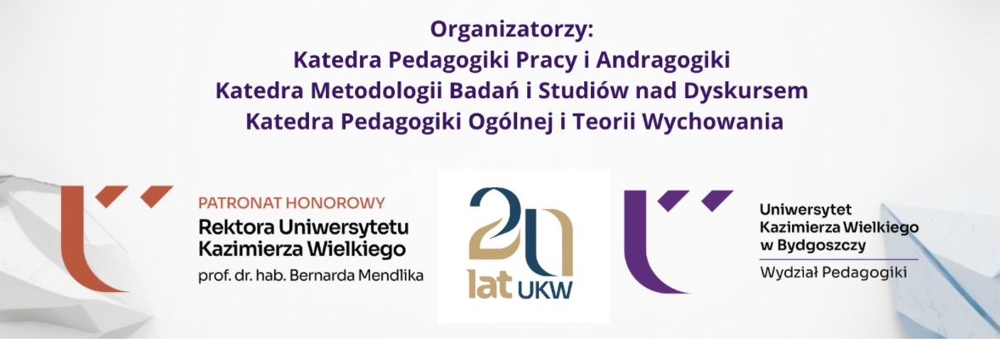 Organizatorzy:
Katedra Pedagogiki Pracy i Andragogiki
Katedra Metodologii Badań i Studiów nad Dyskursem
Katedra Pedagogiki Ogólnej i Teorii Wychowania
PATRONAT HONOROWY
Rektora Uniwersytetu
Kazimierza Wielkiego
prof. dr. hab. Bernarda Mendlika
20
lat UKW
Uniwersytet
Kazimierza Wielkiego
w Bydgoszczy
Wydział Pedagogiki